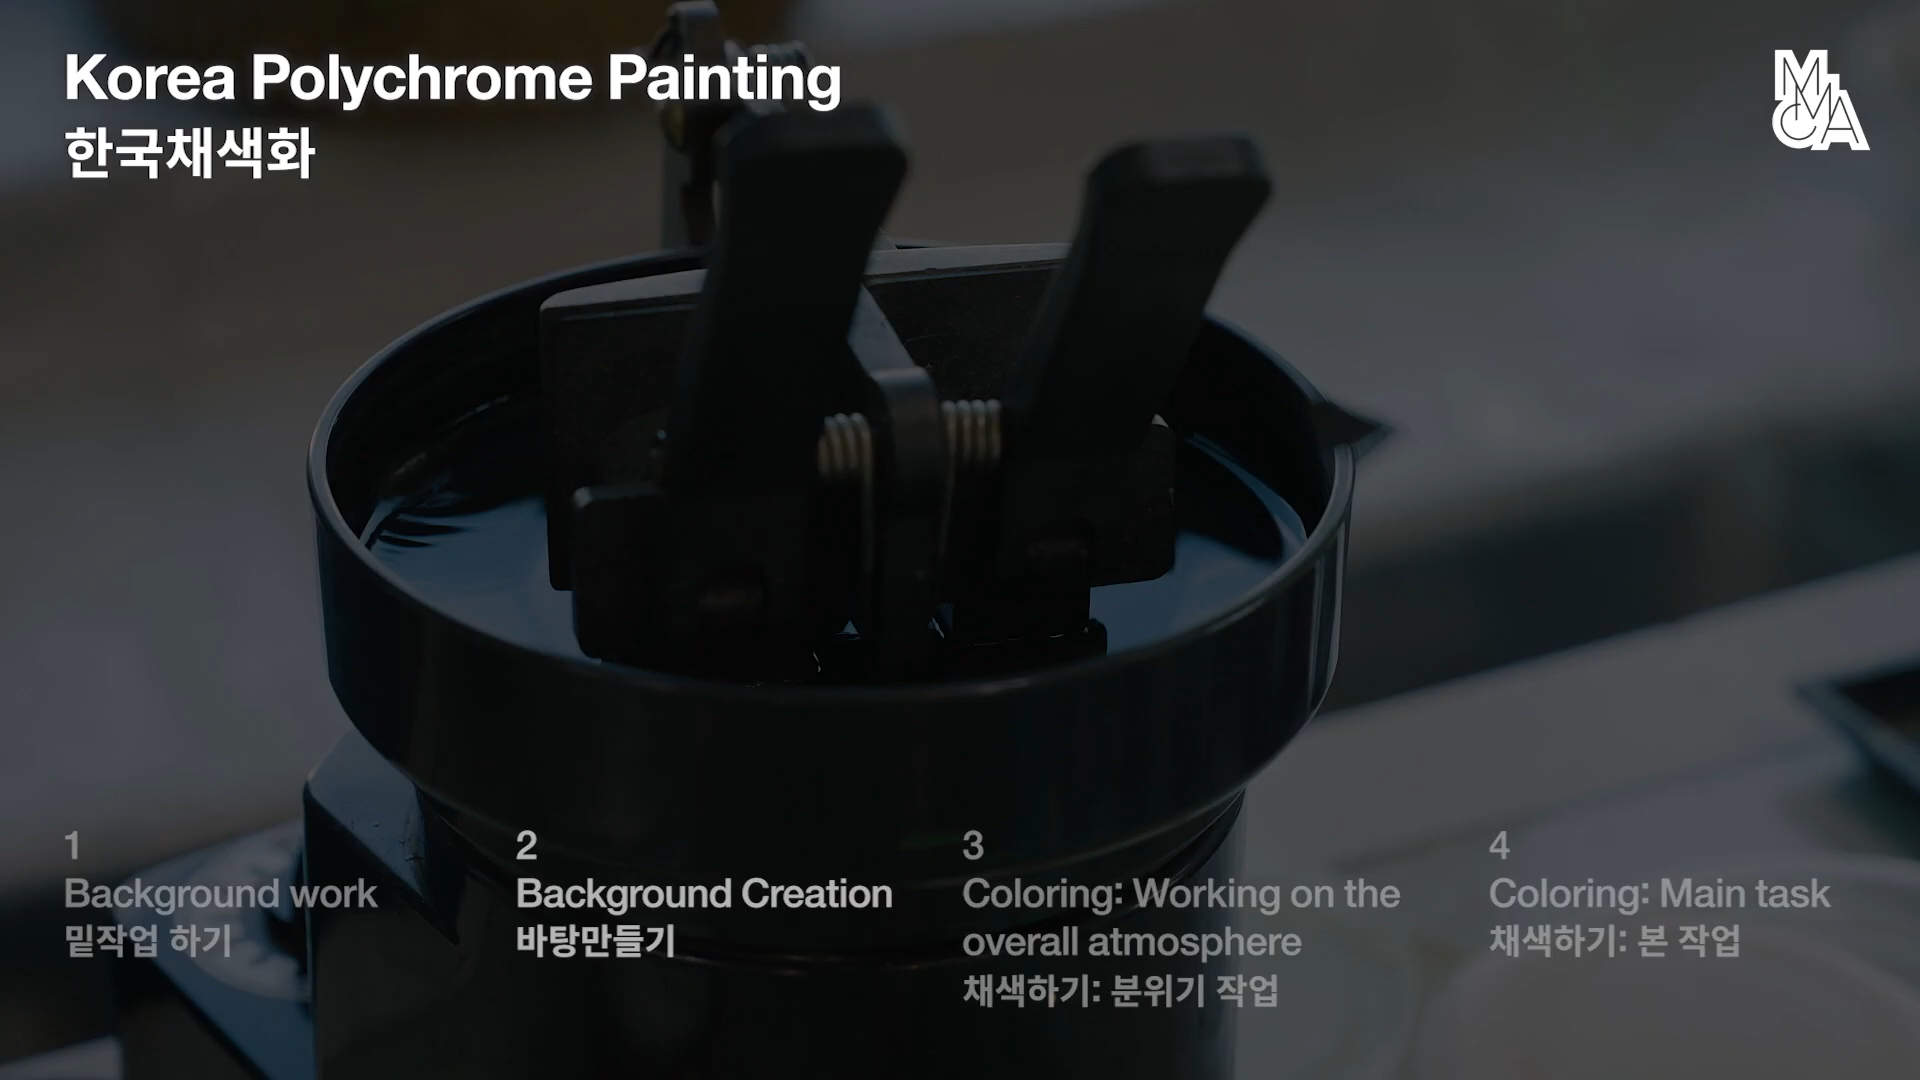 Korea Polychrome Painting
한국채색화
MMCA
1
Background work
밑작업 하기
2
Background Creation
바탕만들기
3
Coloring: Working on the
overall atmosphere
채색하기: 분위기 작업
4
Coloring: Main task
채색하기: 본 작업